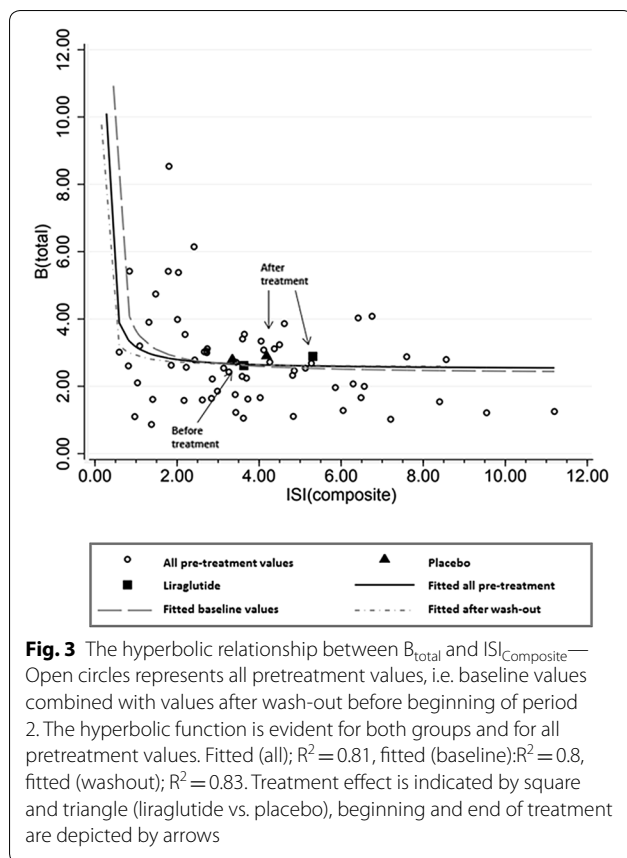 12.00
10.00
8.00
6.00
4.00
2.00
0.00
B(total)
After
treatment
Before
treatment
0.00 2.00 4.00 6.00 8.00 10.00 12.00
ISI(composite)
All pre-treatment values Placebo
Liraglutide Fitted all pre-treatment
Fitted baseline values Fitted after wash-out
Fig. 3 The hyperbolic relationship between Btotal and ISIComposite—
Open circles represents all pretreatment values, i.e. baseline values
combined with values after wash-out before beginning of period
2. The hyperbolic function is evident for both groups and for all
pretreatment values. Fitted (all); R² = 0.81, fitted (baseline):R² = 0.8,
fitted (washout); R² = 0.83. Treatment effect is indicated by square
and triangle (liraglutide vs. placebo), beginning and end of treatment
are depicted by arrows